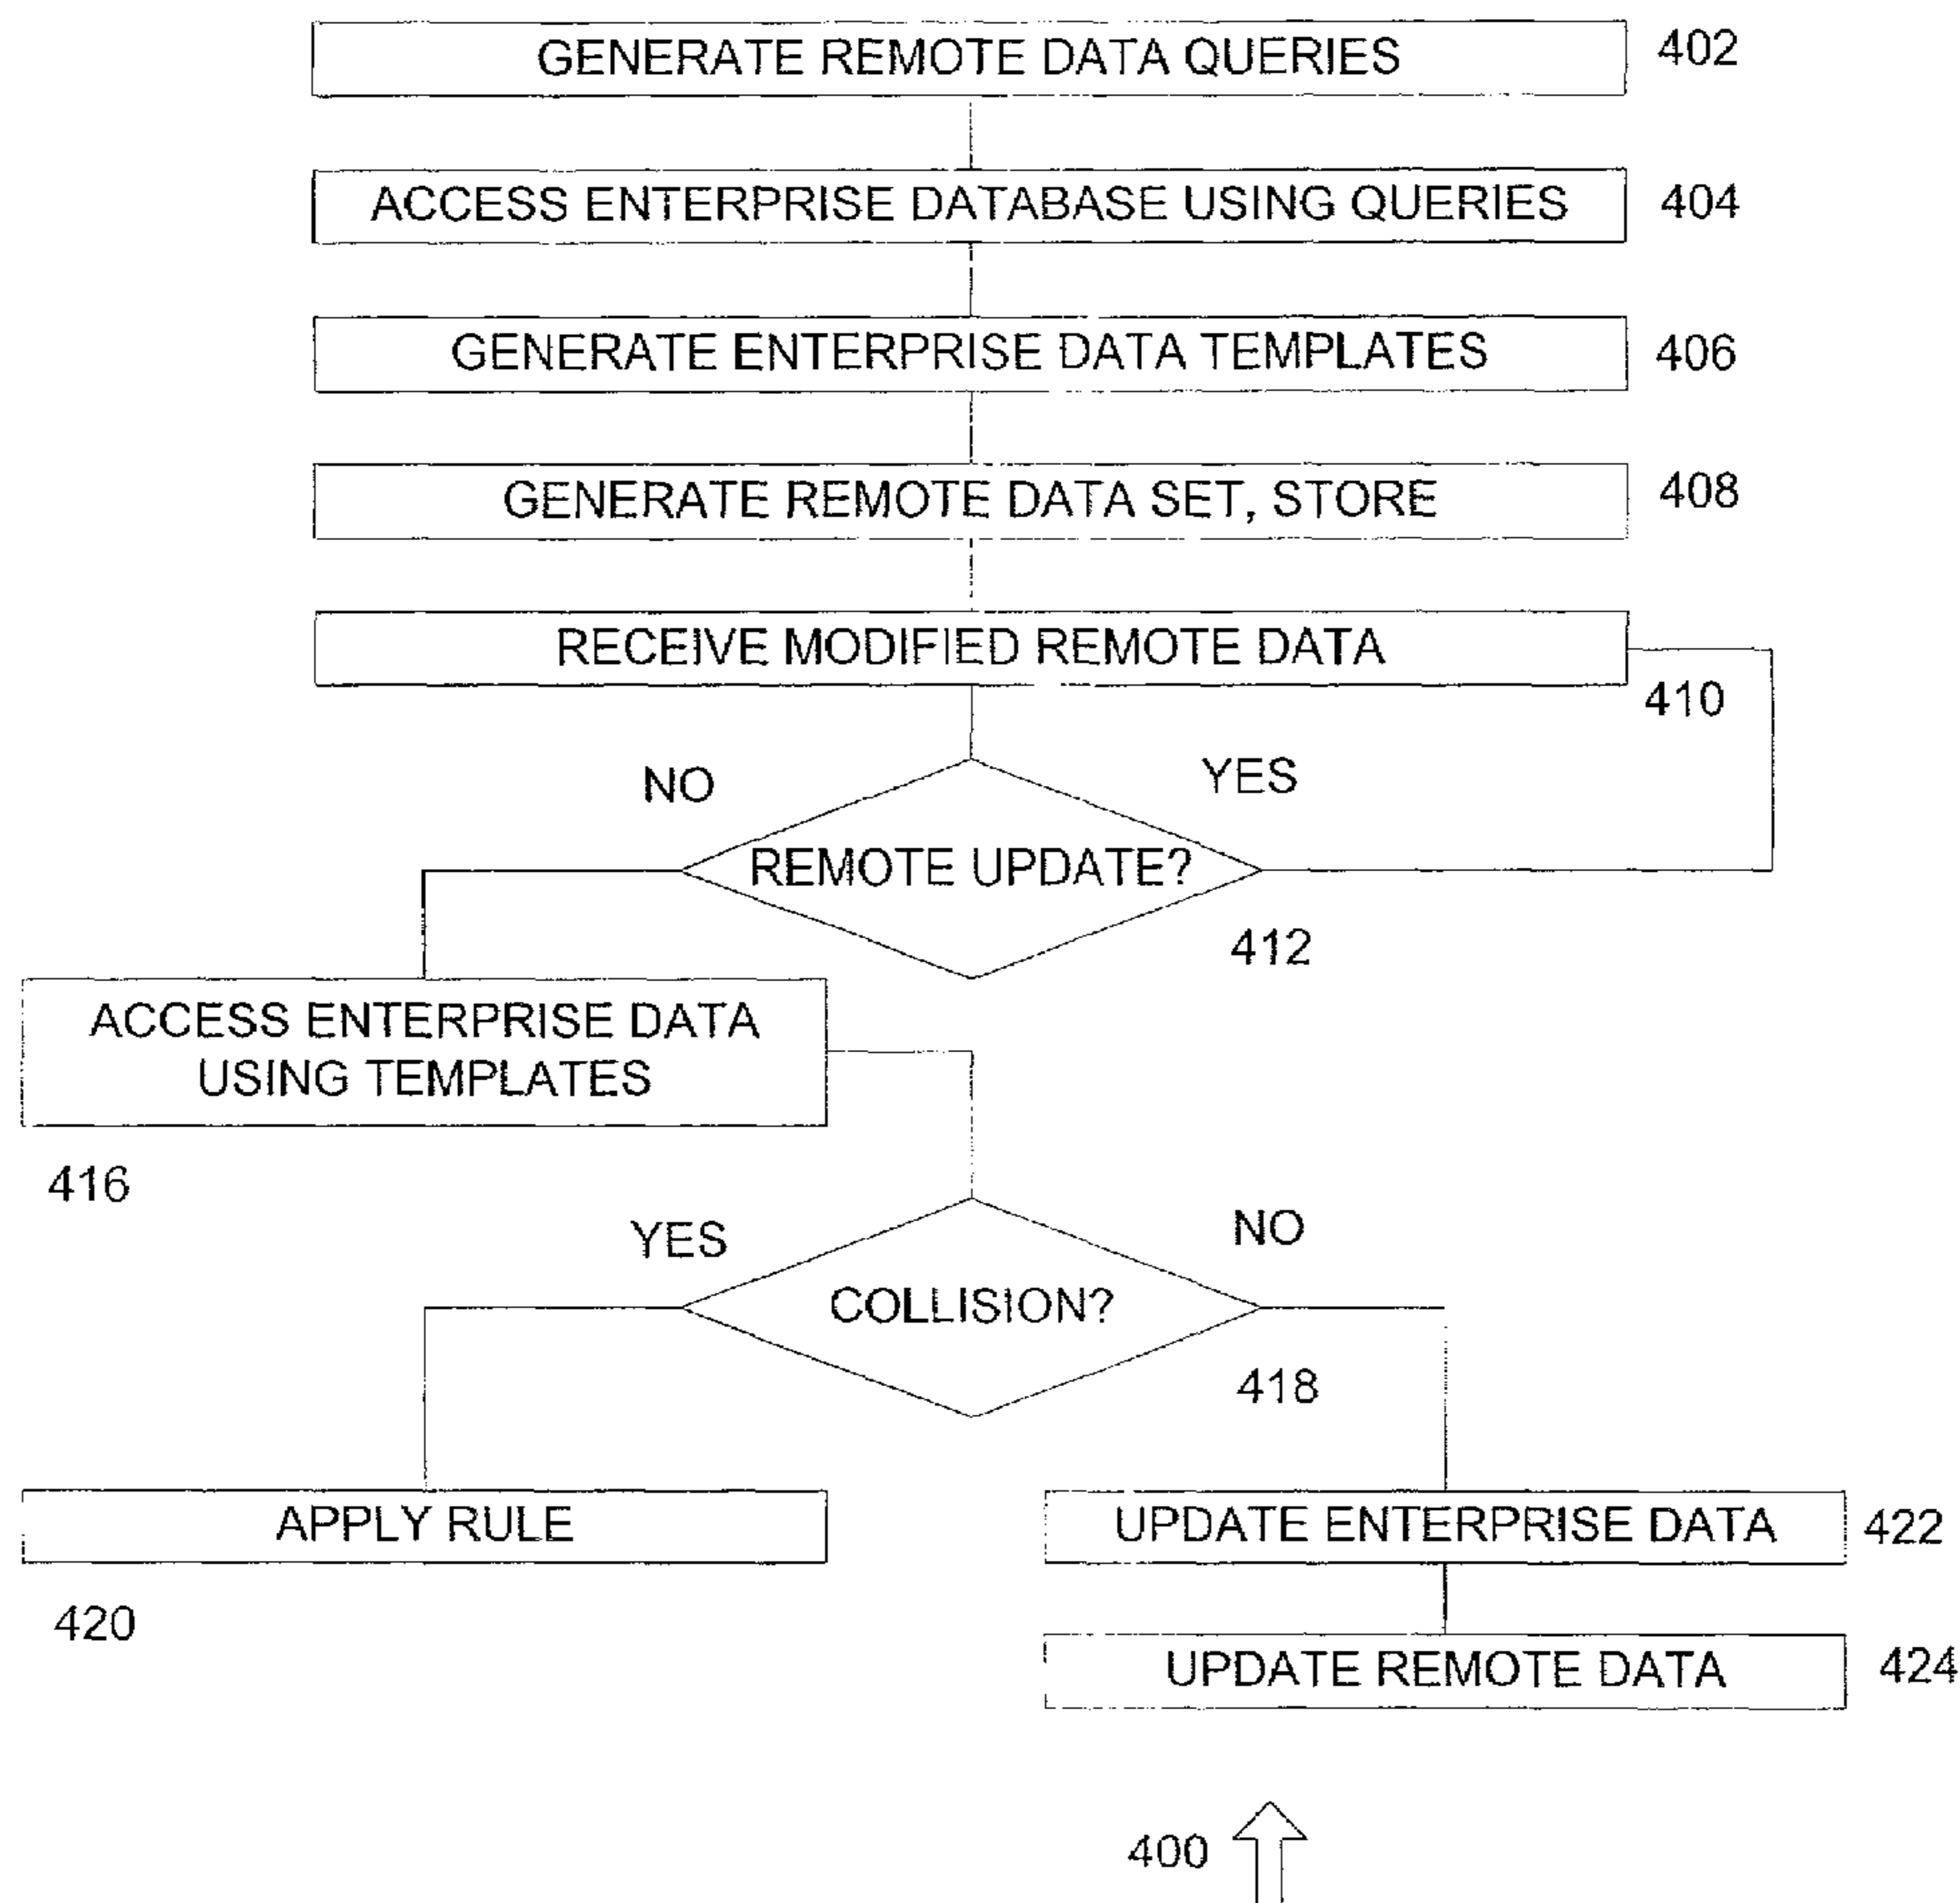 GENERATE REMOTE DATA QUERIES
402
ACCESS ENTERPRISE DATABASE USING QUERIES
404
GENERATE ENTERPRISE DATA TEMPLATES
406
GENERATE REMOTE DATA SET, STORE
408
RECEIVE MODIFIED REMOTE DATA
410
NO
YES
REMOTE UPDATE?
412
ACCESS ENTERPRISE DATA
USING TEMPLATES
416
YES
NO
COLLISION?
418
APPLY RULE
420
UPDATE ENTERPRISE DATA
422
UPDATE REMOTE DATA
424
400